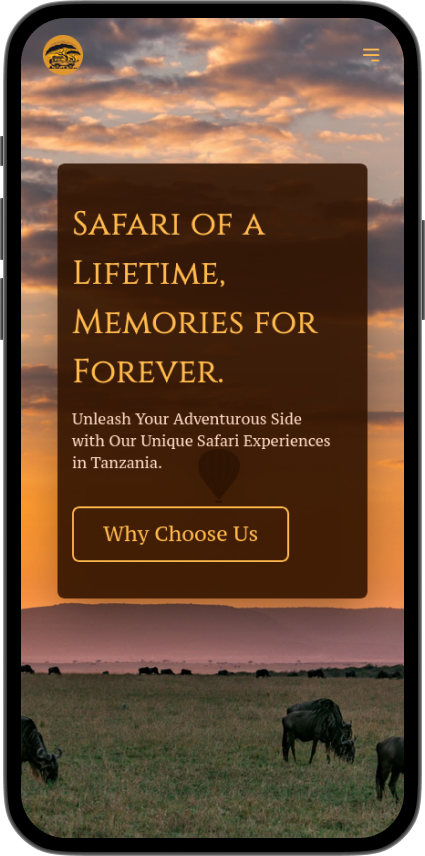 Safari of a
Lifetime,
Memories for
Forever.
Unleash Your Adventurous Side
with Our Unique Safari Experiences
in Tanzania.
Why Choose Us